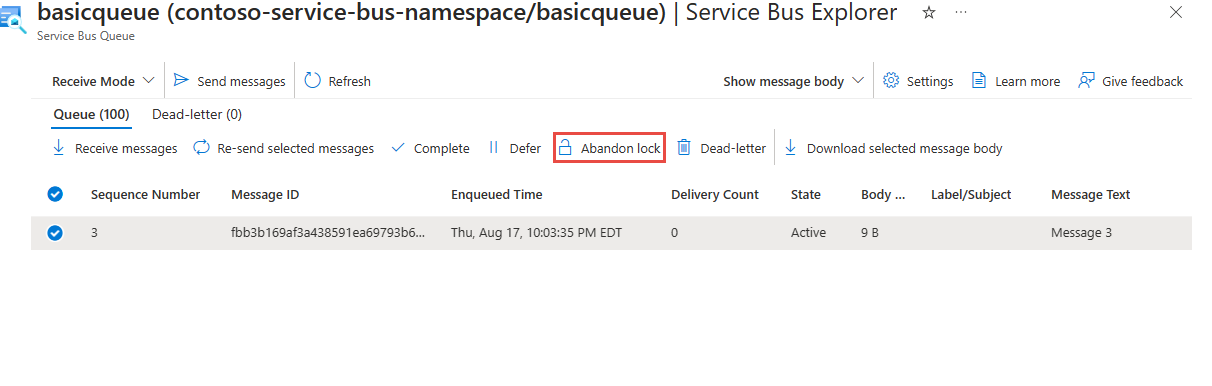 basicqueue (contoso-service-bus-namespace/basicqueue) | Service Bus Explorer
Service Bus Queue
Receive Mode Send messages Refresh Show message body Settings Learn more Give feedback
Queue (100) Dead-letter (0)
Receive messages Re-send selected messages Complete Defer Abandon lock Dead-letter Download selected message body
Sequence Number Message ID Enqueued Time Delivery Count State Body ... Label/Subject Message Text
3 fbb3b169af3a438591ea69793b6... Thu, Aug 17, 10:03:35 PM EDT 0 Active 9 B Message 3